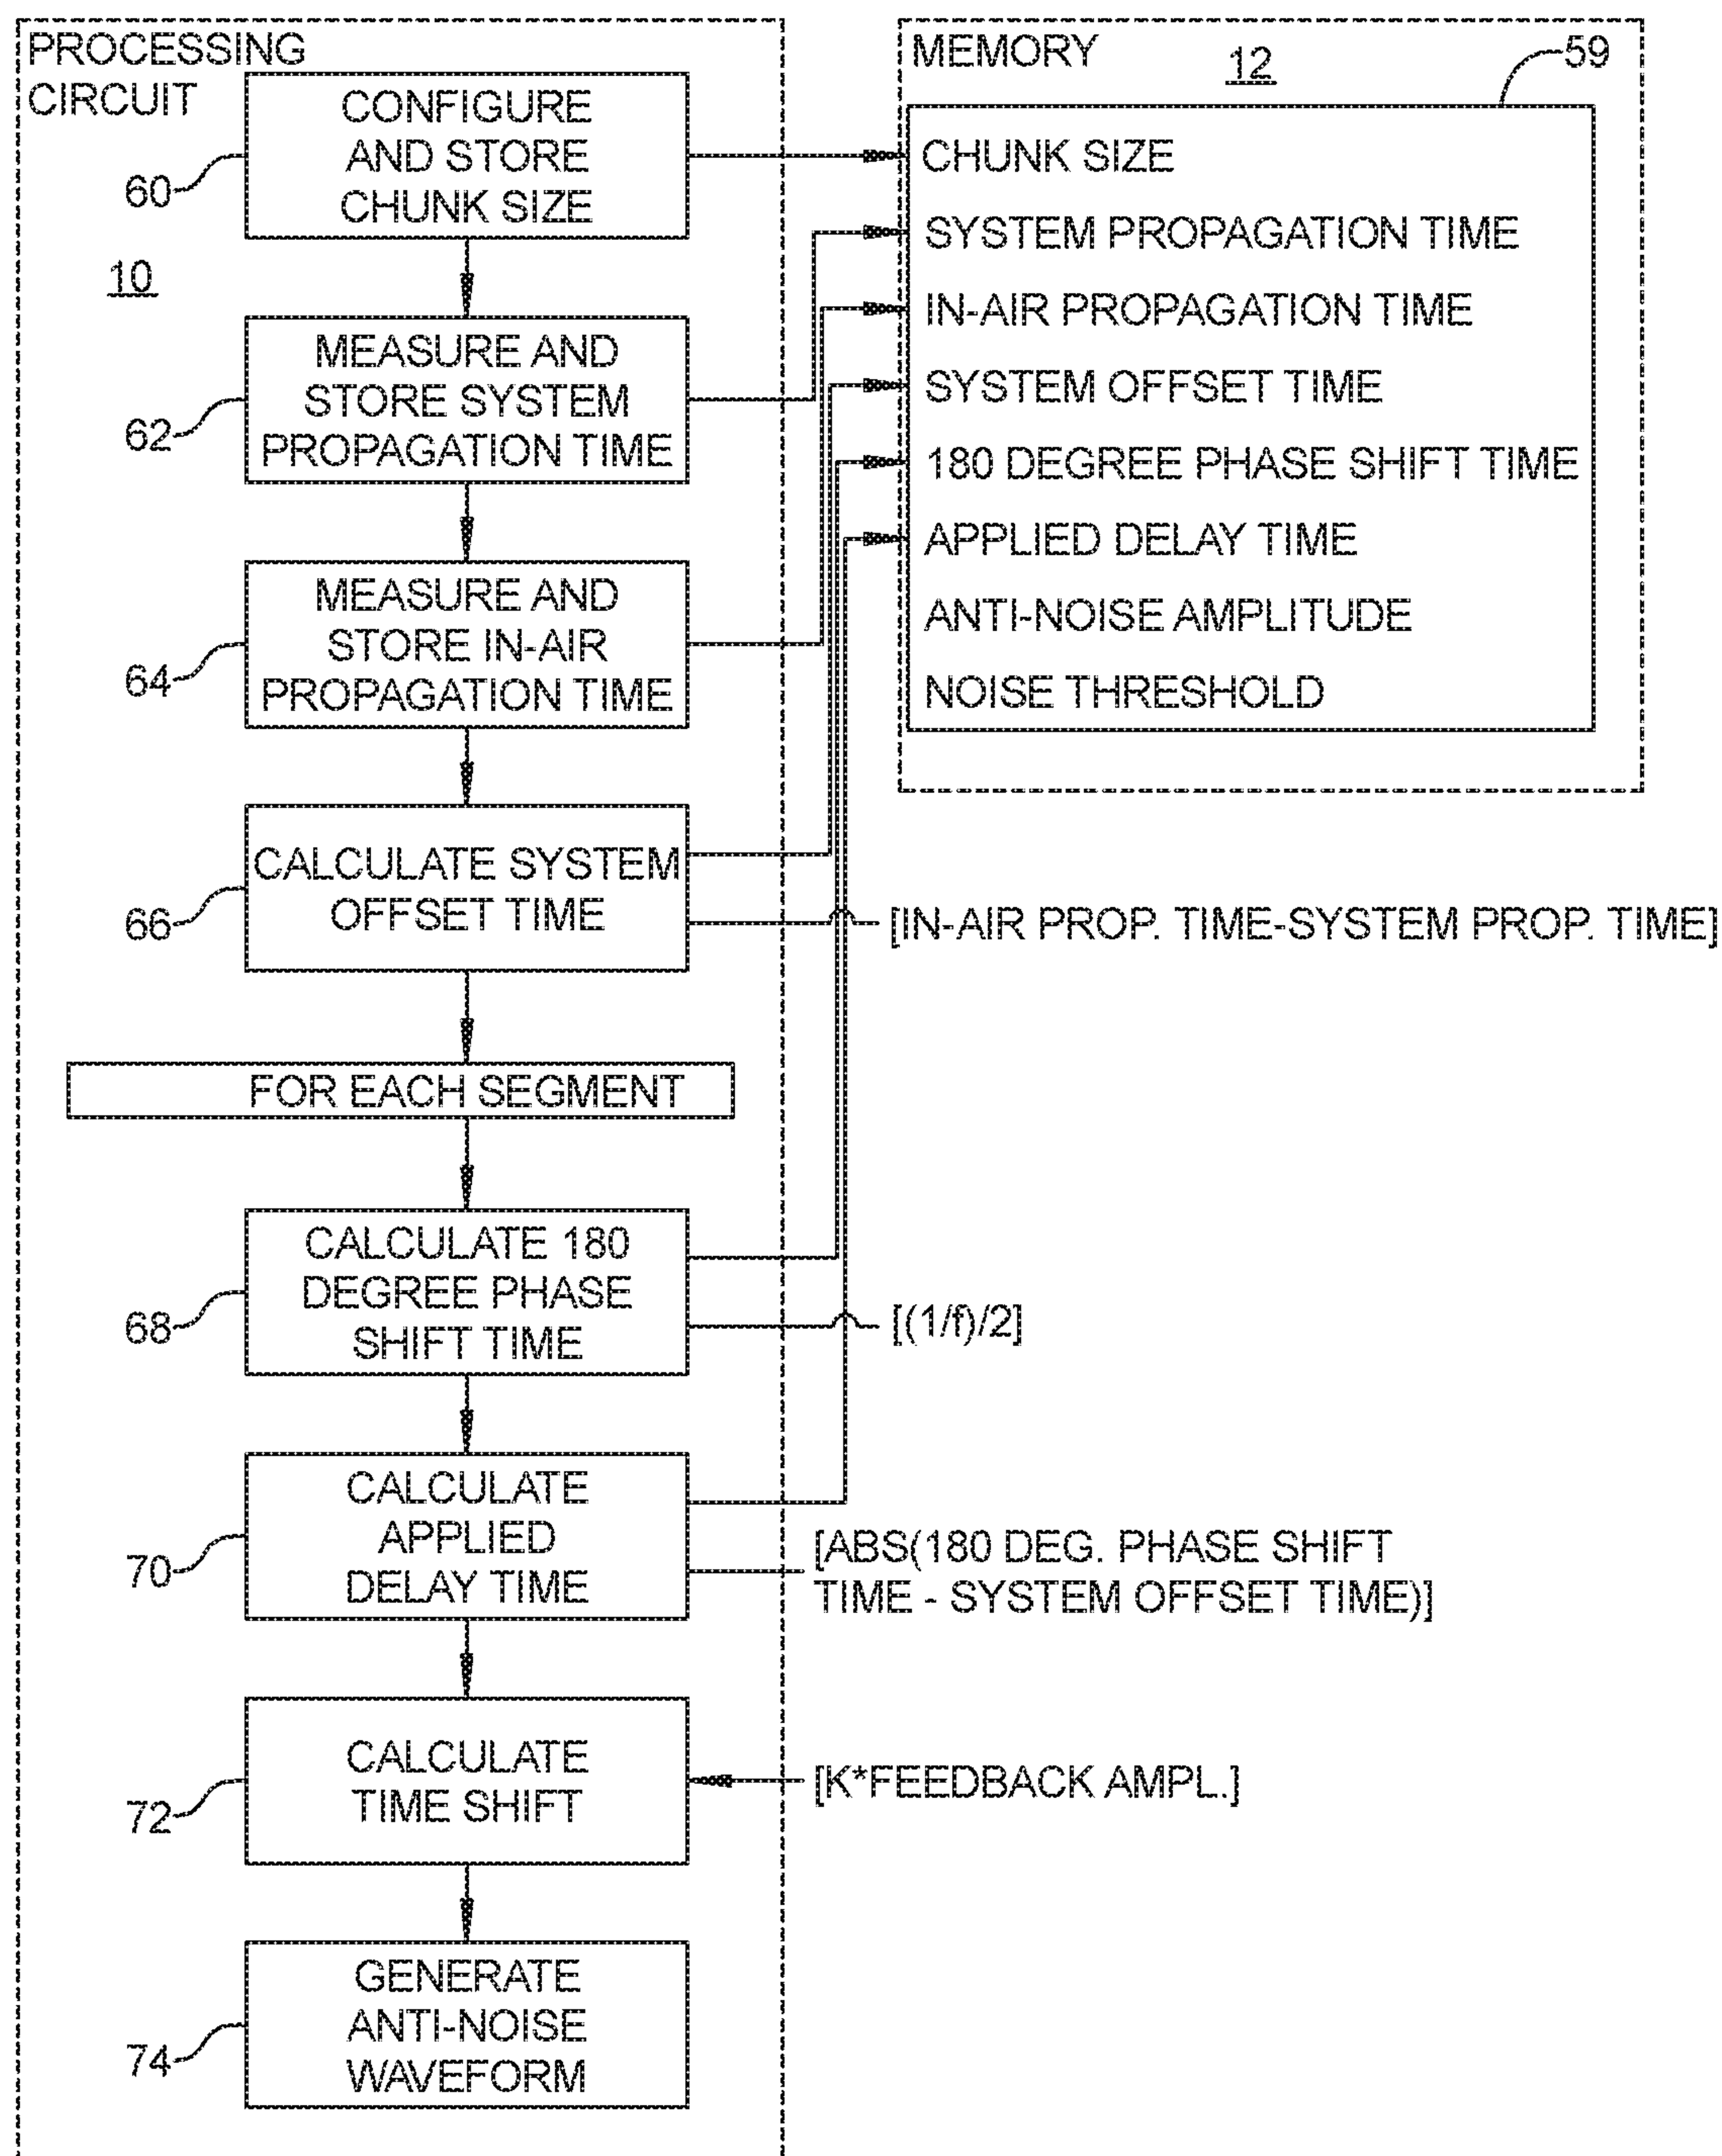 PROCESSING
CIRCUIT
10
CONFIGURE
AND STORE
CHUNK SIZE
60
MEASURE AND
STORE SYSTEM
PROPAGATION TIME
62
MEASURE AND
STORE IN-AIR
PROPAGATION TIME
64
CALCULATE SYSTEM
OFFSET TIME
66
[IN-AIR PROP. TIME-SYSTEM PROP. TIME]
FOR EACH SEGMENT
CALCULATE 180
DEGREE PHASE
SHIFT TIME
68
[(1/f)/2]
CALCULATE
APPLIED
DELAY TIME
70
[ABS(180 DEG. PHASE SHIFT
TIME - SYSTEM OFFSET TIME)]
CALCULATE
TIME SHIFT
72
[K*FEEDBACK AMPL.]
GENERATE
ANTI-NOISE
WAVEFORM
74
MEMORY
12
59
CHUNK SIZE
SYSTEM PROPAGATION TIME
IN-AIR PROPAGATION TIME
SYSTEM OFFSET TIME
180 DEGREE PHASE SHIFT TIME
APPLIED DELAY TIME
ANTI-NOISE AMPLITUDE
NOISE THRESHOLD